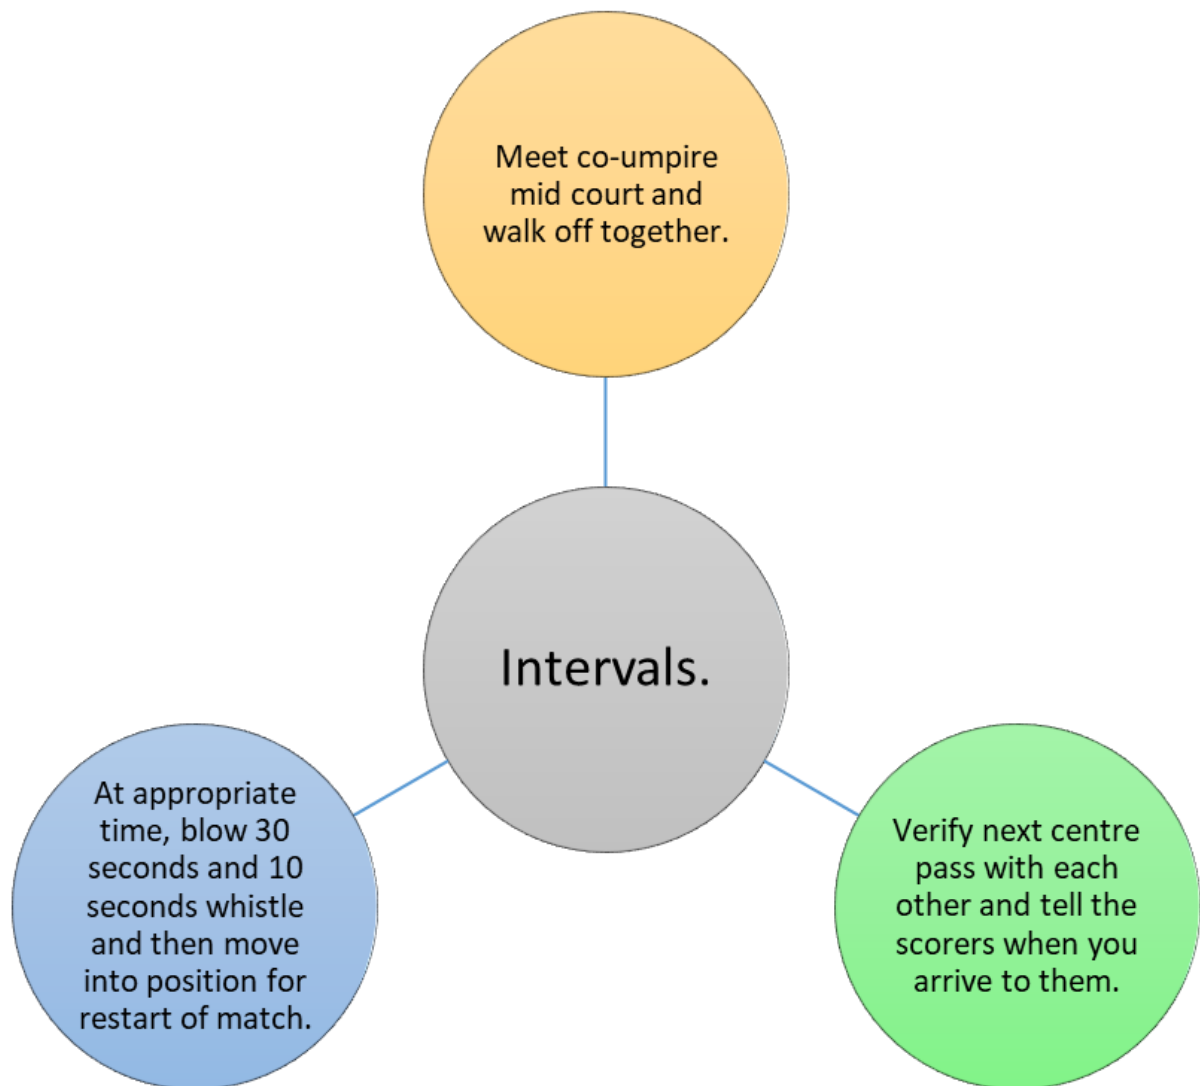 Meet co-umpire
mid court and
walk off together.
Intervals.
At appropriate
time, blow 30
seconds and 10
seconds whistle
and then move
into position for
restart of match.
Verify next centre
pass with each
other and tell the
scorers when you
arrive to them.